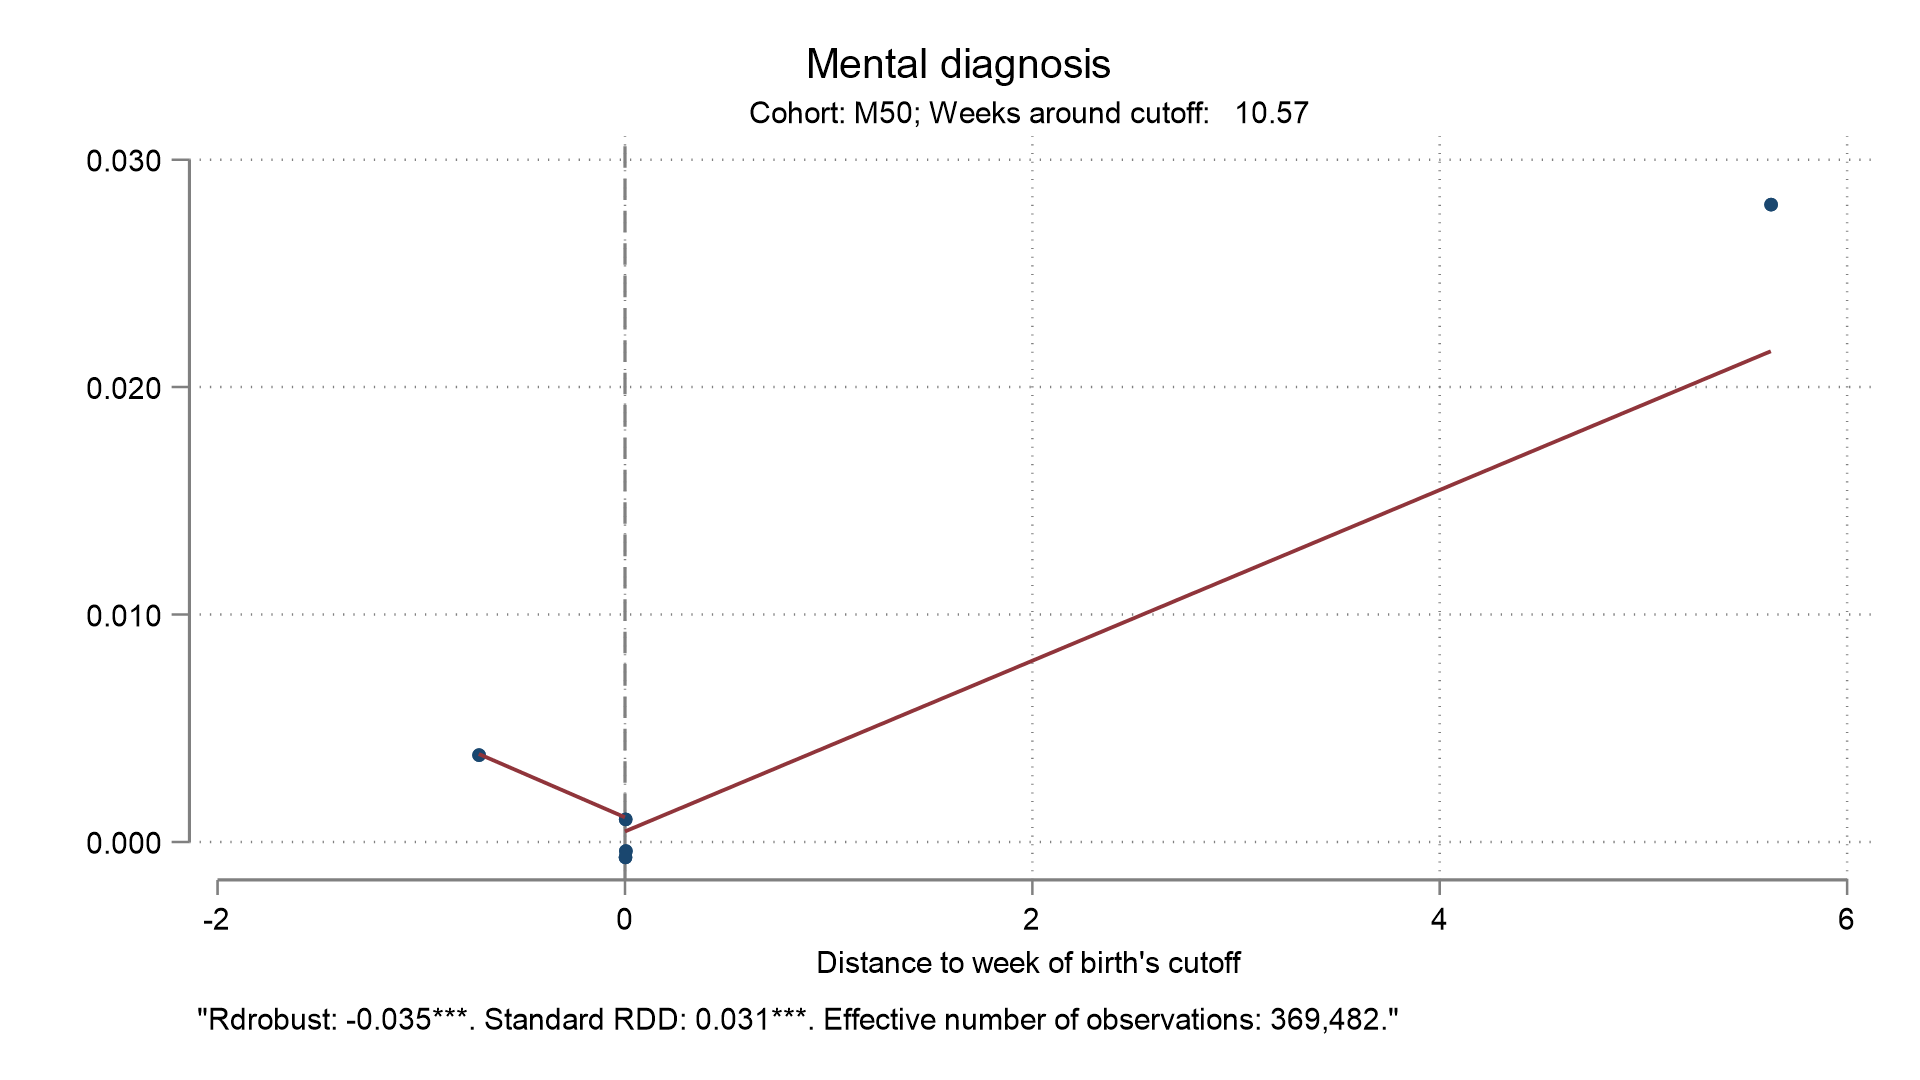 Mental diagnosis
Cohort: M50; Weeks around cutoff:   10.57
0.030
0.020
0.010
0.000
-2 0 2 4 6
Distance to week of birth's cutoff
"Rdrobust: -0.035***. Standard RDD: 0.031***. Effective number of observations: 369,482."